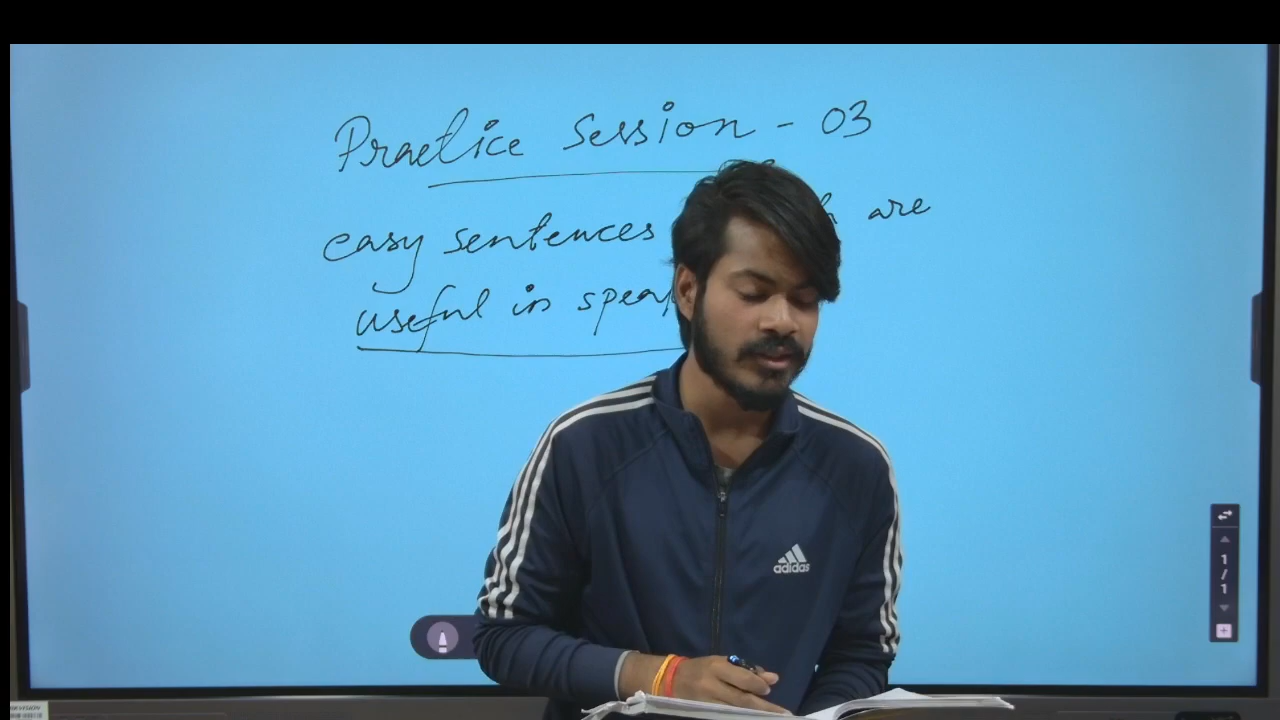 Practice Session - 03
easy sentences are
useful in
adidas
1
/
1